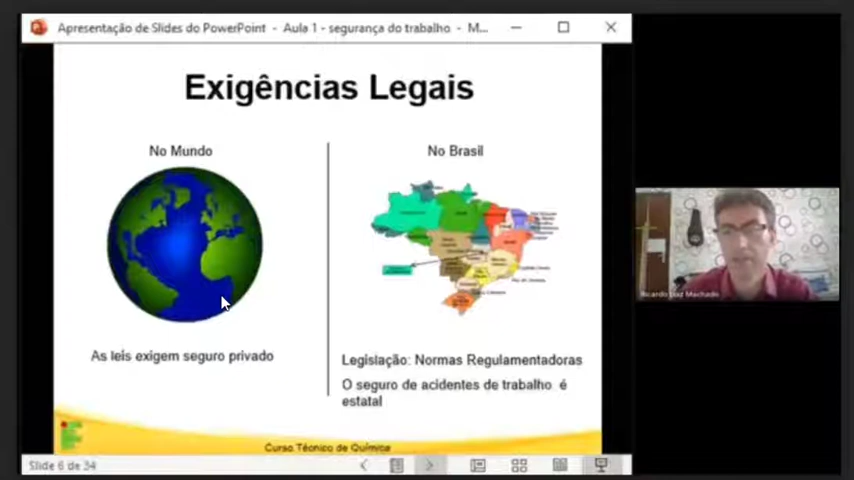 Apresentação de Slides do PowerPoint - Aula 1 - segurança do trabalho - M...
Exigências Legais
No Mundo
No Brasil
As leis exigem seguro privado
Legislação: Normas Regulamentadoras
O seguro de acidentes de trabalho é
estatal
Curso Técnico de Química
Slide 6 de 34
Ricardo Diaz Machado